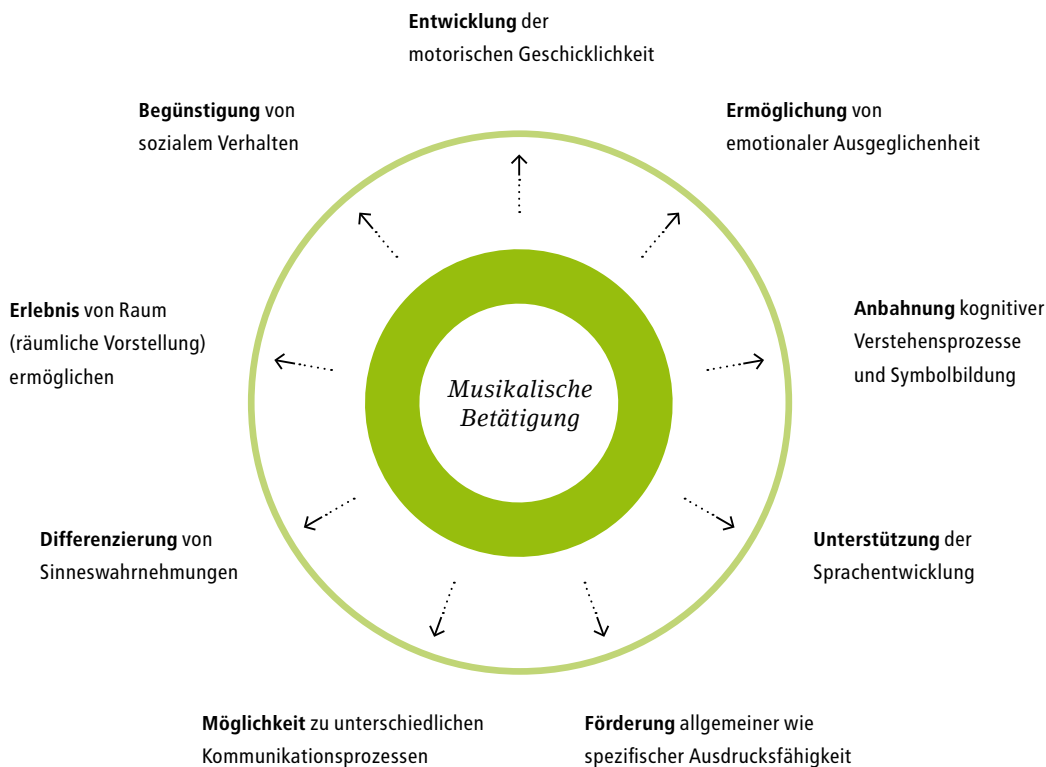 Entwicklung der
motorischen Geschicklichkeit
Begünstigung von
sozialem Verhalten
Ermöglichung von
emotionaler Ausgeglichenheit
Erlebnis von Raum
(räumliche Vorstellung)
ermöglichen
Anbahnung kognitiver
Verstehensprozesse
und Symbolbildung
Musikalische
Betätigung
Differenzierung von
Sinneswahrnehmungen
Unterstützung der
Sprachentwicklung
Möglichkeit zu unterschiedlichen
Kommunikationsprozessen
Förderung allgemeiner wie
spezifischer Ausdrucksfähigkeit